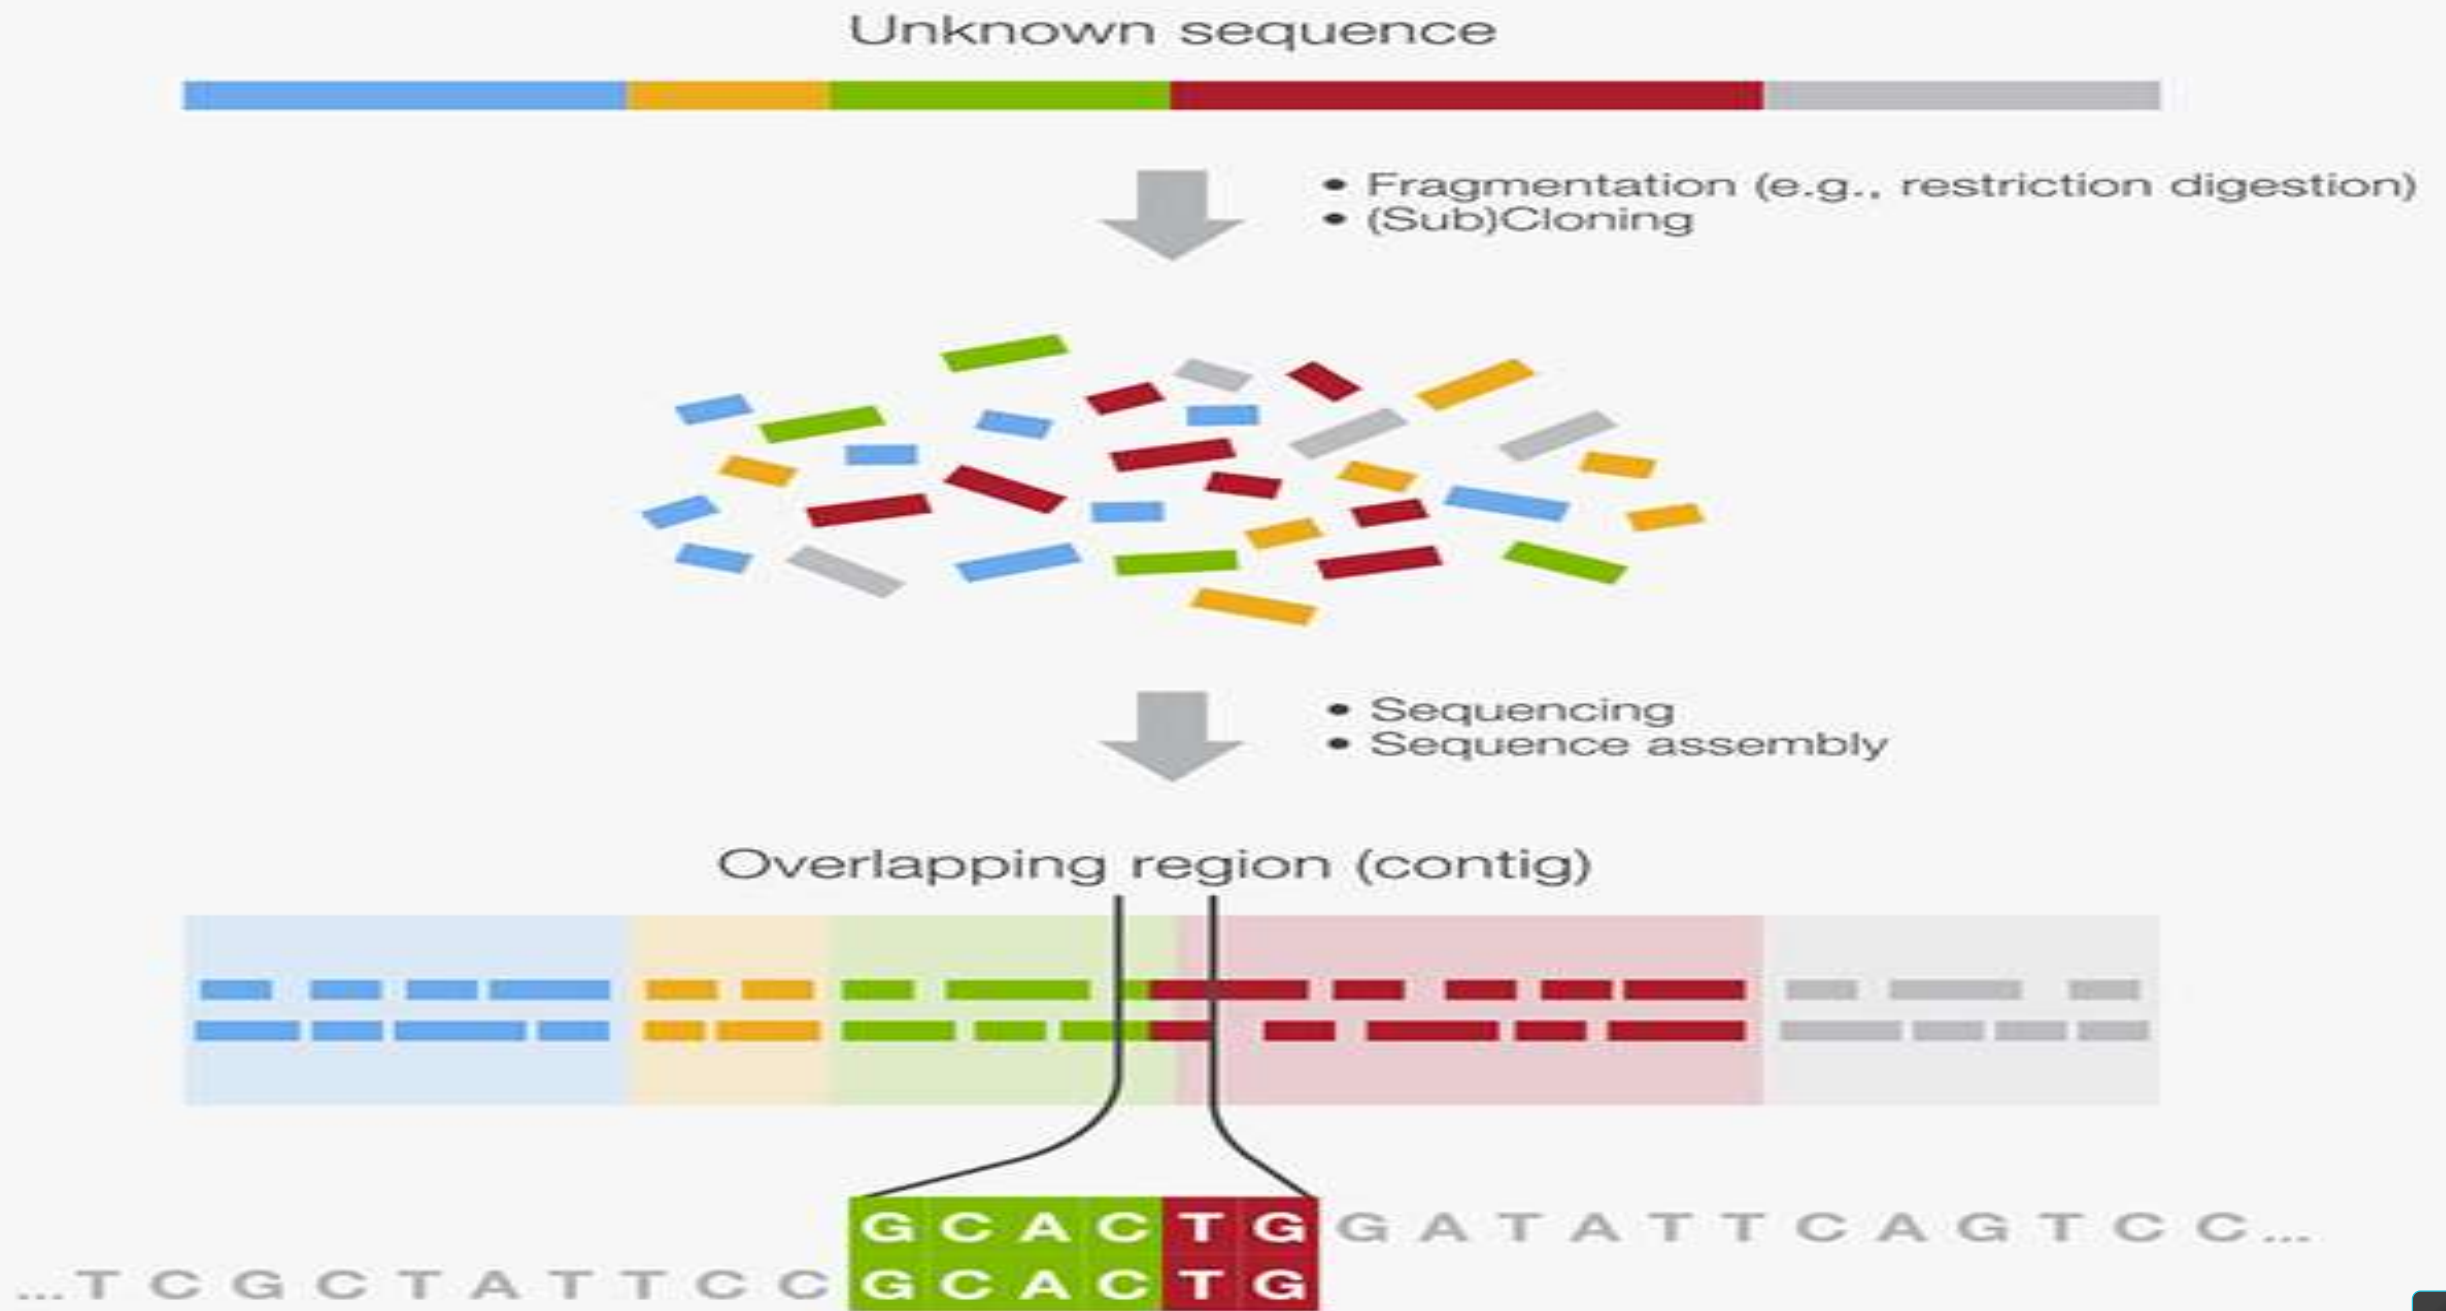 Unknown sequence
• Fragmentation (e.g., restriction digestion)
• (Sub)Cloning
• Sequencing
• Sequence assembly
Overlapping region (contig)
G C A C T G G A T A T T C A G T C C...
...T C G C T A T T C C G C A C T G